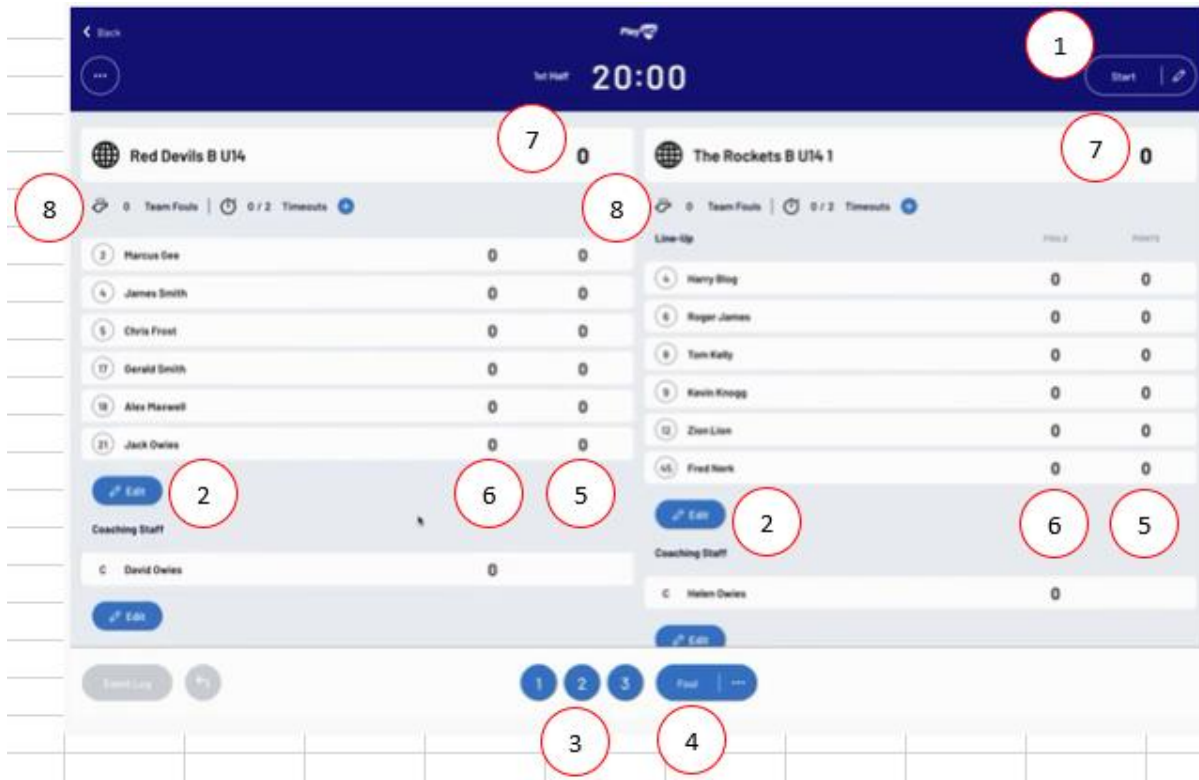 Back
PlayHQ
1
1st Half 20:00
Start
Red Devils B U14 7 0
The Rockets B U14 1 7 0
8 0 Team Fouls | 0 / 2 Timeouts
8 0 Team Fouls | 0 / 2 Timeouts
Line-Up FOULS POINTS
2 Marcus Gee 0 0
4 James Smith 0 0
5 Chris Frost 0 0
17 Gerald Smith 0 0
18 Alex Maxwell 0 0
21 Jack Owies 0 0
Edit 2 6 5
Coaching Staff
C David Owies 0
Edit
4 Harry Blog 0 0
6 Roger James 0 0
8 Tom Kelly 0 0
9 Kevin Knogg 0 0
12 Zion Lion 0 0
45 Fred Nerk 0 0
Edit 2 6 5
Coaching Staff
C Helen Owies 0
Edit
Event Log 1 2 3 Foul
3 4